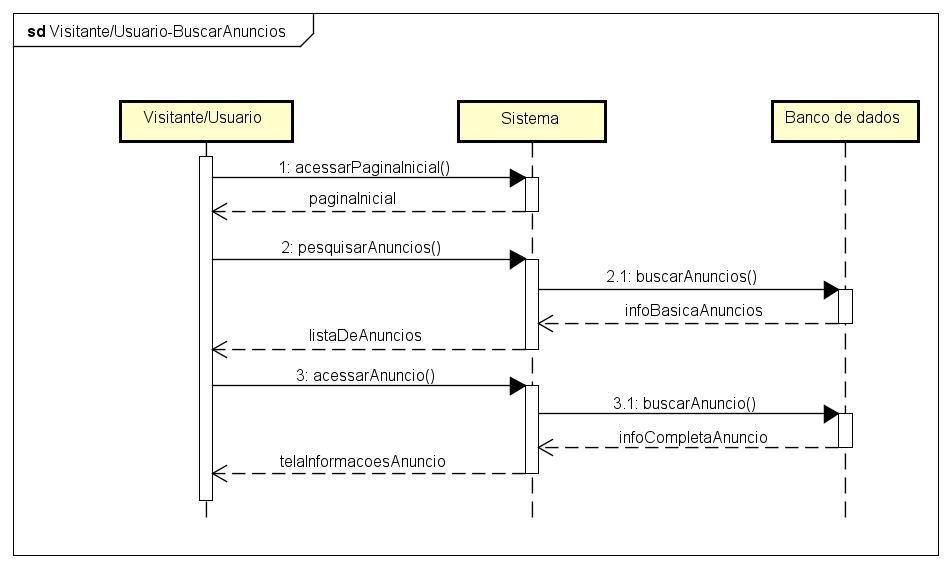 sd Visitante/Usuario-BuscarAnuncios
Visitante/Usuario
Sistema
Banco de dados
1: acessarPaginaInicial()
paginaInicial
2: pesquisarAnuncios()
2.1: buscarAnuncios()
infoBasicaAnuncios
listaDeAnuncios
3: acessarAnuncio()
3.1: buscarAnuncio()
infoCompletaAnuncio
telaInformacoesAnuncio